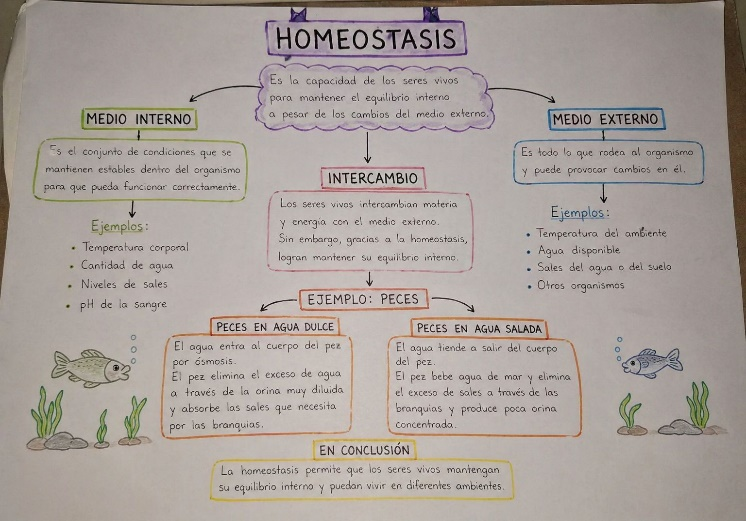 HOMEOSTASIS
Es la capacidad de los seres vivos
para mantener el equilibrio interno
a pesar de los cambios del medio externo.
MEDIO INTERNO
Es el conjunto de condiciones que se
mantienen estables dentro del organismo
para que pueda funcionar correctamente.
Ejemplos:
• Temperatura corporal
• Cantidad de agua
• Niveles de sales
• pH de la sangre
INTERCAMBIO
Los seres vivos intercambian materia
y energía con el medio externo.
Sin embargo, gracias a la homeostasis,
logran mantener su equilibrio interno.
MEDIO EXTERNO
Es todo lo que rodea al organismo
y puede provocar cambios en él.
Ejemplos:
• Temperatura del ambiente
• Agua disponible
• Sales del agua o del suelo
• Otros organismos
EJEMPLO: PECES
PECES EN AGUA DULCE
El agua entra al cuerpo del pez
por ósmosis.
El pez elimina el exceso de agua
a través de la orina muy diluida
y absorbe las sales que necesita
por las branquias.
PECES EN AGUA SALADA
El agua tiende a salir del cuerpo
del pez.
El pez bebe agua de mar y elimina
el exceso de sales a través de las
branquias y produce poca orina
concentrada.
EN CONCLUSIÓN
La homeostasis permite que los seres vivos mantengan
su equilibrio interno y puedan vivir en diferentes ambientes.